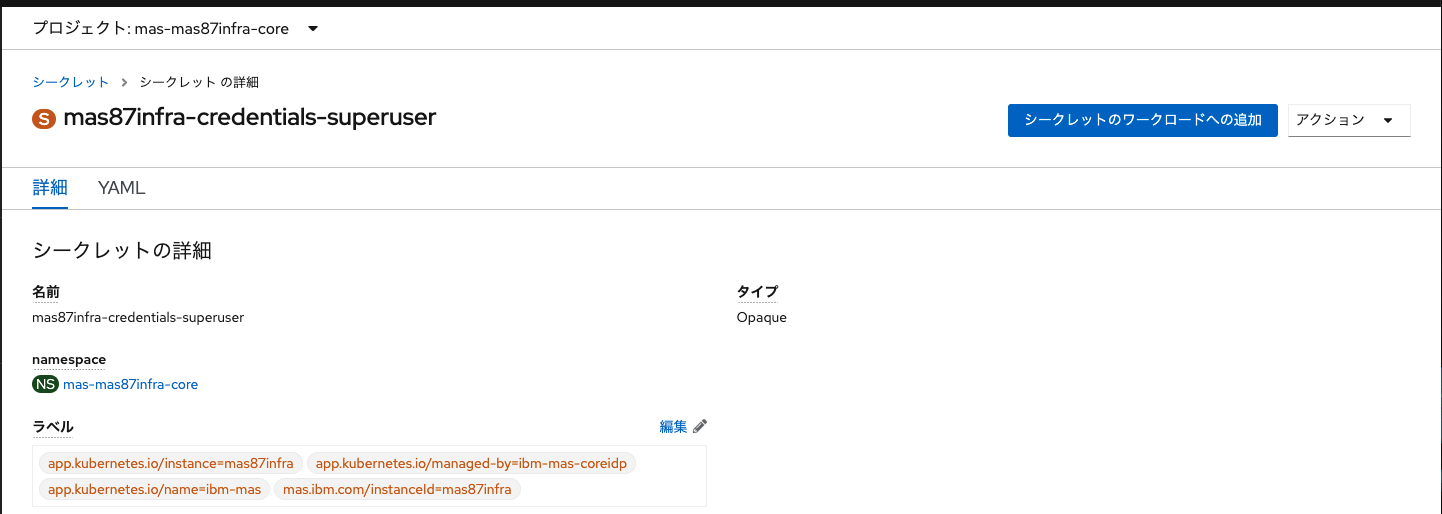 プロジェクト: mas-mas87infra-core
シークレット > シークレット の詳細
S mas87infra-credentials-superuser
シークレットのワークロードへの追加 アクション
詳細 YAML
シークレットの詳細
名前 タイプ
mas87infra-credentials-superuser Opaque
namespace
NS mas-mas87infra-core
ラベル 編集
app.kubernetes.io/instance=mas87infra app.kubernetes.io/managed-by=ibm-mas-coreidp
app.kubernetes.io/name=ibm-mas mas.ibm.com/instanceId=mas87infra